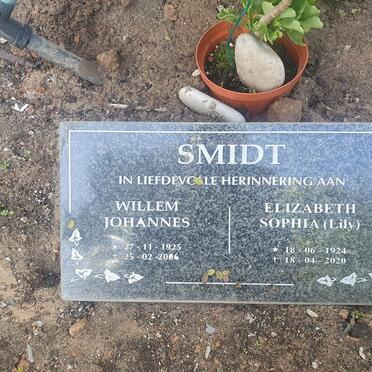 SMIDT
IN LIEFDEVOLLE HERINNERING AAN
WILLEM
JOHANNES
★ 27 - 11 - 1925
† 25 - 02 - 2006
ELIZABETH
SOPHIA (Lily)
★ 18 - 06 - 1924
† 18 - 04 - 2020